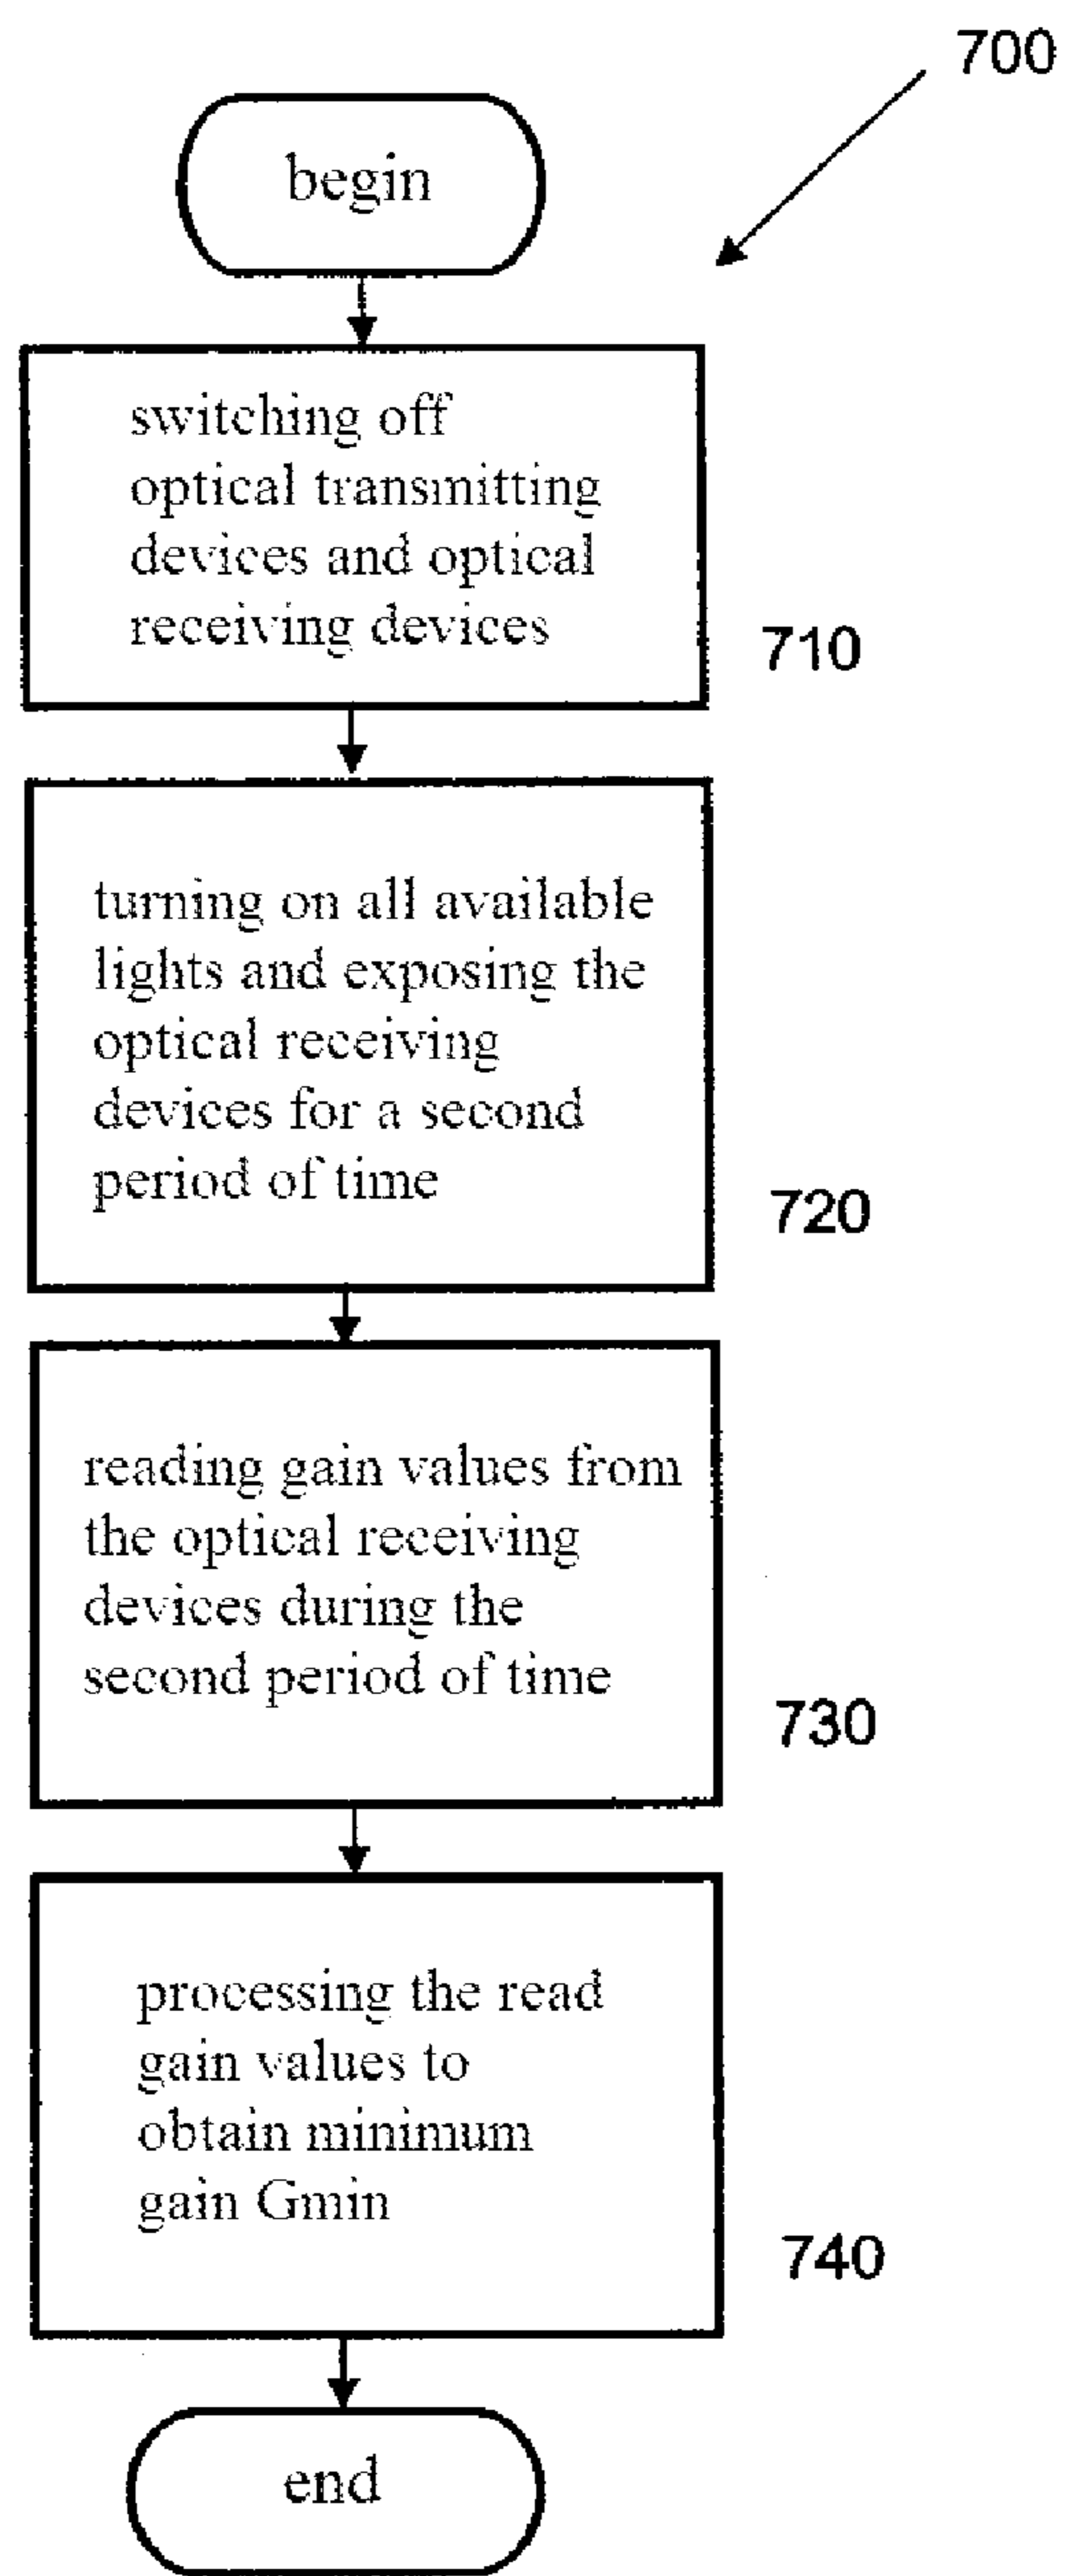 700
begin
switching off
optical transmitting
devices and optical
receiving devices
710
turning on all available
lights and exposing the
optical receiving
devices for a second
period of time
720
reading gain values from
the optical receiving
devices during the
second period of time
730
processing the read
gain values to
obtain minimum
gain Gmin
740
end